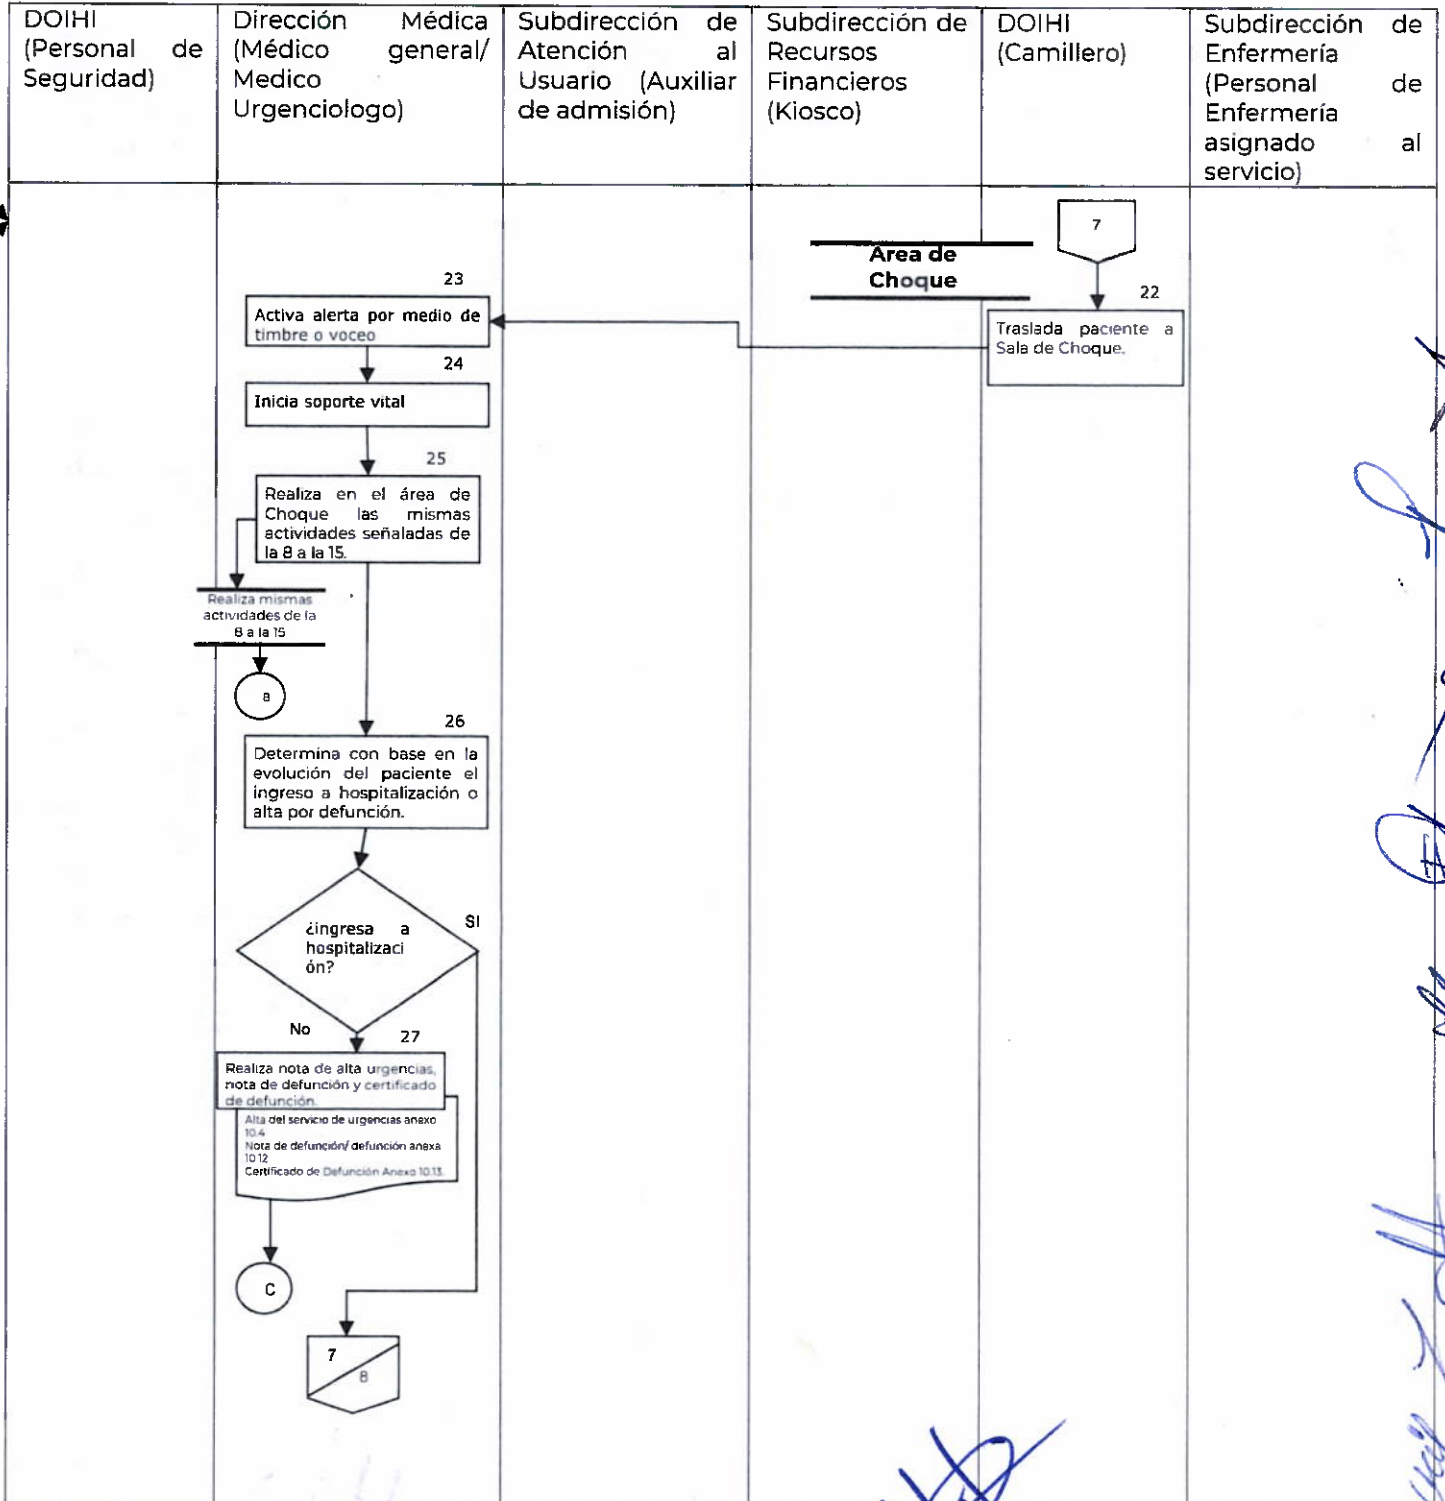 DOIHI
(Personal de
Seguridad)
Dirección Médica
(Médico general/
Medico
Urgenciologo)
Subdirección de
Atención al
Usuario (Auxiliar
de admisión)
Subdirección de
Recursos
Financieros
(Kiosco)
DOIHI
(Camillero)
Subdirección de
Enfermería
(Personal de
Enfermería
asignado al
servicio)
7
Area de
Choque
22
Traslada paciente a
Sala de Choque.
23
Activa alerta por medio de
timbre o voceo
24
Inicia soporte vital
25
Realiza en el área de
Choque las mismas
actividades señaladas de
la 8 a la 15.
Realiza mismas
actividades de la
8 a la 15
B
26
Determina con base en la
evolución del paciente el
ingreso a hospitalización o
alta por defunción.
¿ingresa a
hospitalizaci
ón?
SI
No
27
Realiza nota de alta urgencias,
nota de defunción y certificado
de defunción.
Alta del servicio de urgencias anexo
10.4
Nota de defunción/ defunción anexa
10.12
Certificado de Defunción Anexo 10.13.
C
7
8